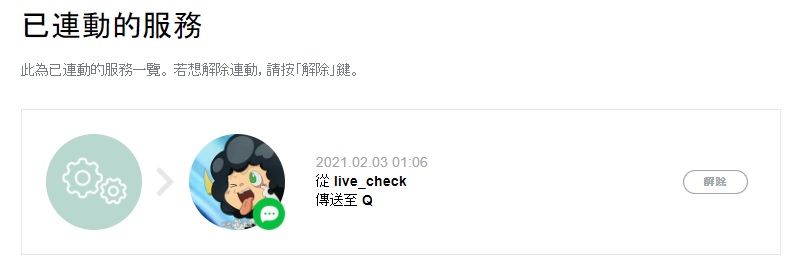 已連動的服務
此為已連動的服務一覽。若想解除連動，請按「解除」鍵。
2021.02.03 01:06
從 live_check
傳送至 Q
解除